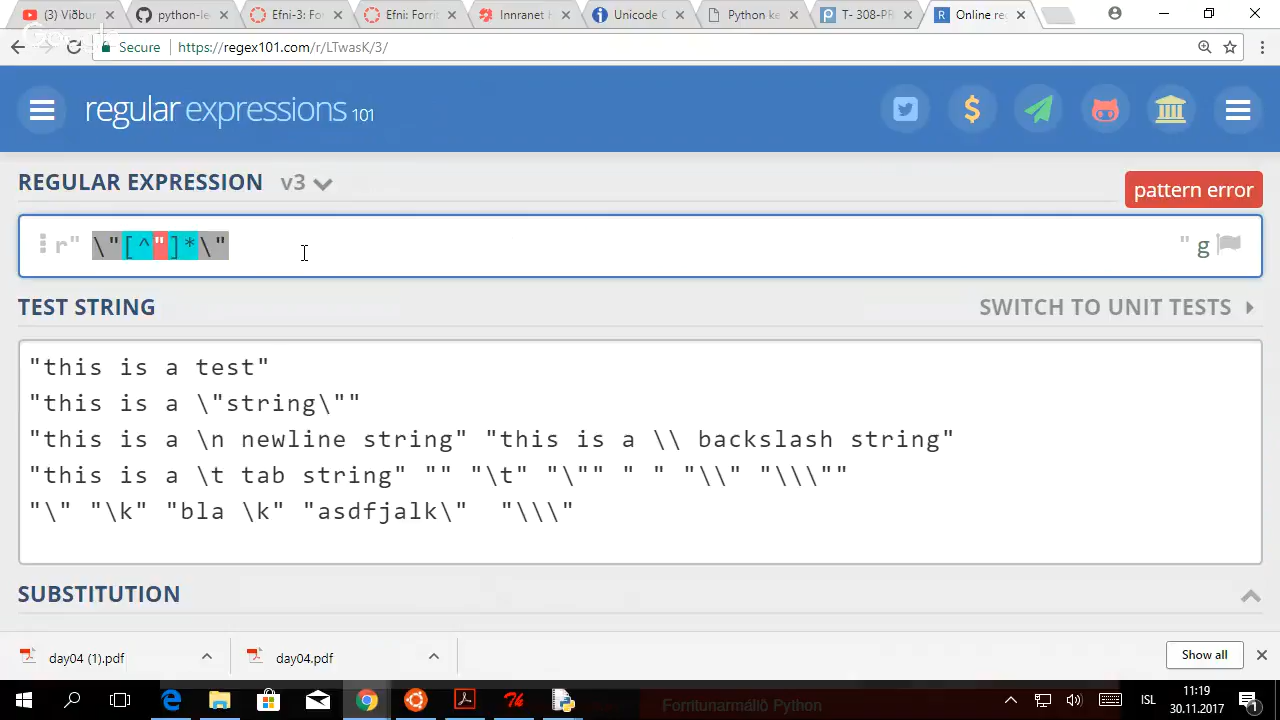 (3) Viðbur
python-le
Efni-3: Fo
Efni: Forrit
Innranet H
Unicode C
Python ke
T- 308-PR
Online re
Google
Secure
https://regex101.com/r/LTwasK/3/
regular expressions 101
REGULAR EXPRESSION v3
pattern error
r" \"[^"]*\" " g
TEST STRING
SWITCH TO UNIT TESTS
"this is a test"
"this is a \"string\""
"this is a \n newline string" "this is a \\ backslash string"
"this is a \t tab string" "" "\t" "\"" " " "\\" "\\\""
"\" "\k" "bla \k" "asdfjalk\"  "\\\"
SUBSTITUTION
day04 (1).pdf
day04.pdf
Show all
Forritunarmálið Python
ISL
11:19
30.11.2017
1